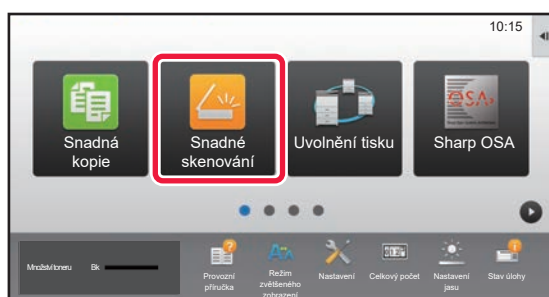 10:15
Snadná
kopie
Snadné
skenování
Uvolnění tisku
Sharp OSA
Množství toneru Bk
Provozní
příručka
Režim
zvětšeného
zobrazení
Nastavení
Celkový počet
Nastavení
jasu
Stav úlohy